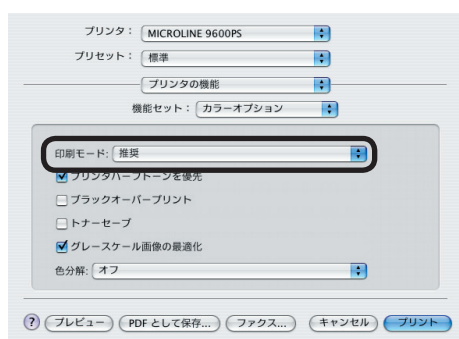 プリンタ： MICROLINE 9600PS
プリセット： 標準
プリンタの機能
機能セット： カラーオプション
印刷モード: 推奨
プリンタハーフトーンを優先
ブラックオーバープリント
トナーセーブ
グレースケール画像の最適化
色分解: オフ
? プレビュー PDF として保存... ファクス... キャンセル プリント